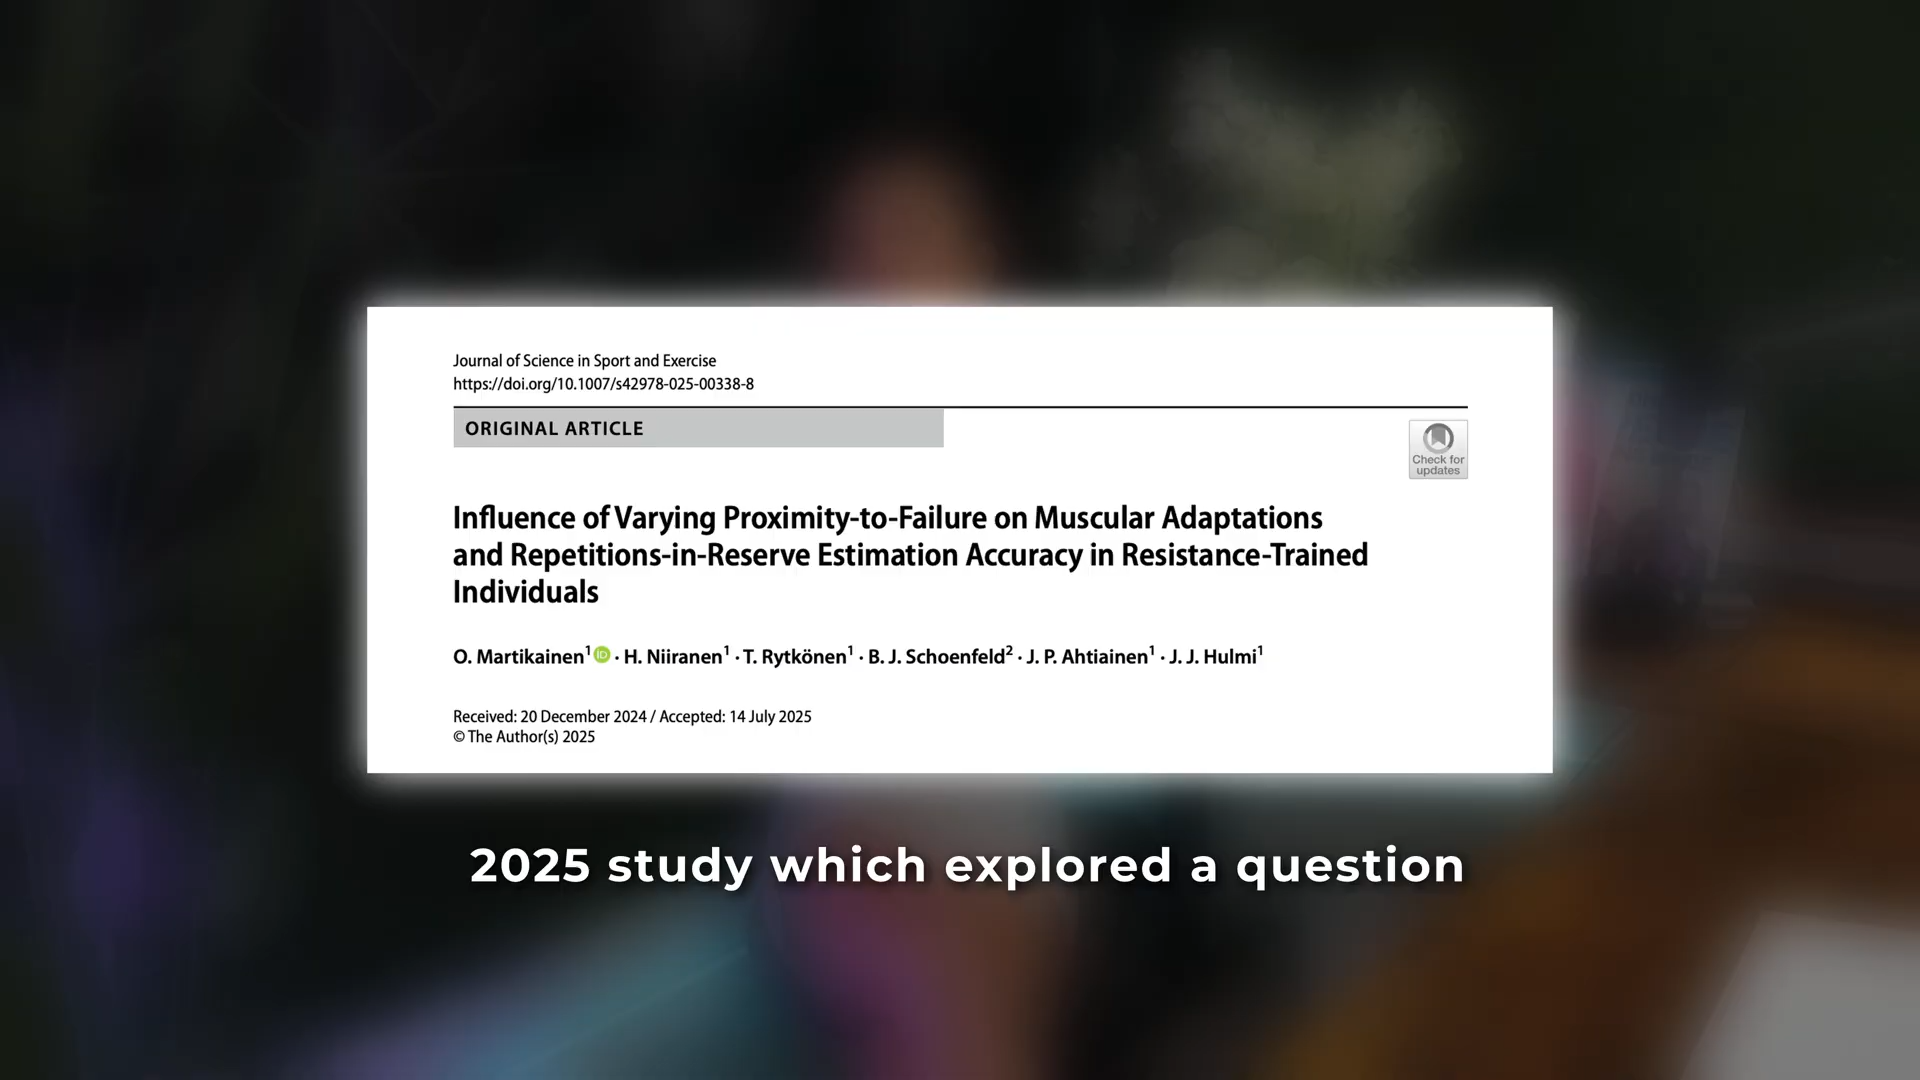 Journal of Science in Sport and Exercise
https://doi.org/10.1007/s42978-025-00338-8
ORIGINAL ARTICLE
Check for
updates
Influence of Varying Proximity-to-Failure on Muscular Adaptations
and Repetitions-in-Reserve Estimation Accuracy in Resistance-Trained
Individuals
O. Martikainen¹ iD · H. Niiranen¹ · T. Rytkönen¹ · B. J. Schoenfeld² · J. P. Ahtiainen¹ · J. J. Hulmi¹
Received: 20 December 2024 / Accepted: 14 July 2025
© The Author(s) 2025
2025 study which explored a question